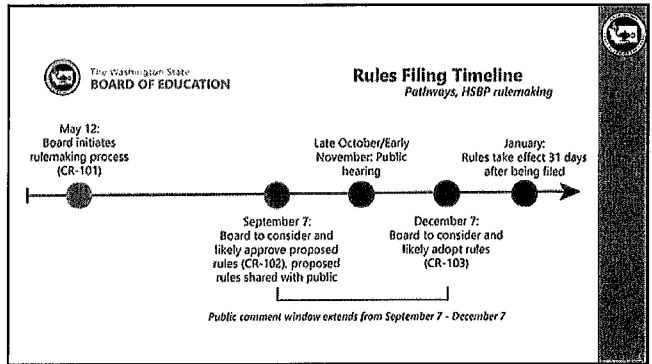 The Washington State
BOARD OF EDUCATION
Rules Filing Timeline
Pathways, HSBP rulemaking
May 12:
Board initiates
rulemaking process
(CR-101)
Late October/Early
November: Public
hearing
January:
Rules take effect 31 days
after being filed
September 7:
Board to consider and
likely approve proposed
rules (CR-102), proposed
rules shared with public
December 7:
Board to consider and
likely adopt rules
(CR-103)
Public comment window extends from September 7 - December 7